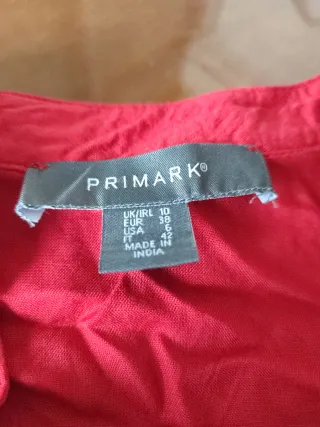 PRIMARK®
UK/IRL 10
EUR 38
USA 6
IT 42
MADE IN
INDIA